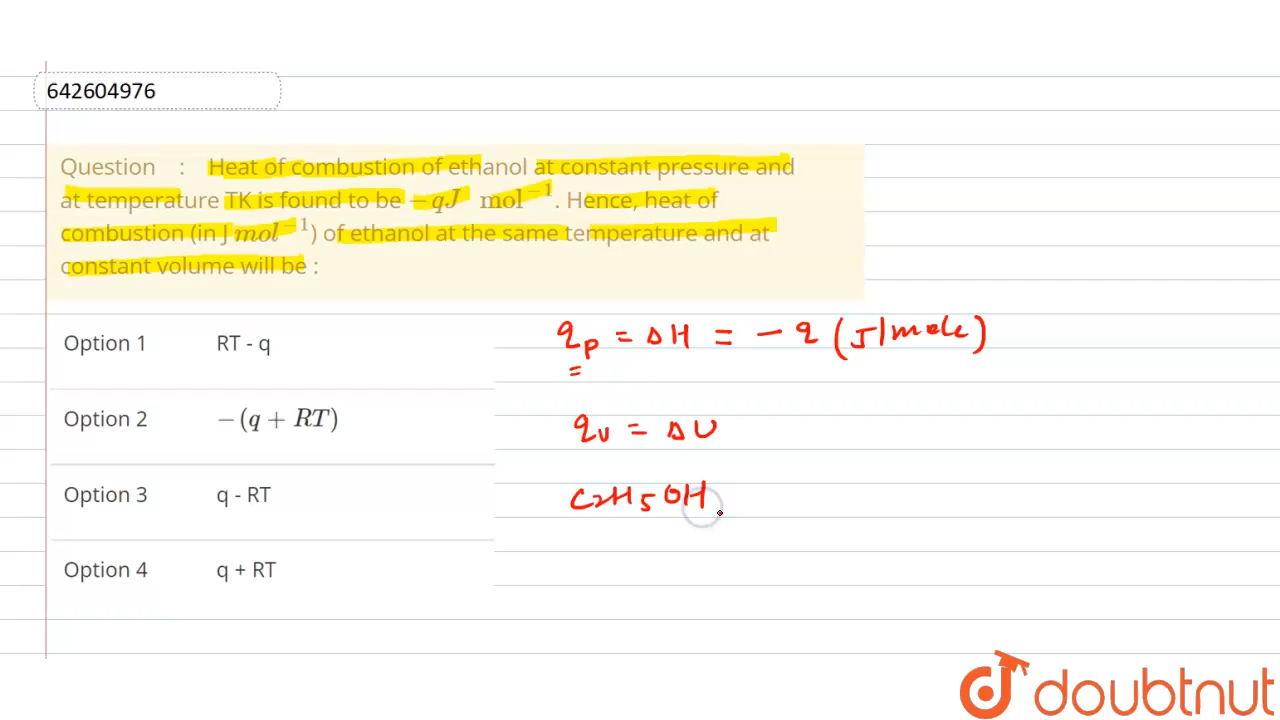 642604976
Question : Heat of combustion of ethanol at constant pressure and
at temperature TK is found to be −qJ mol⁻¹. Hence, heat of
combustion (in J mol⁻¹) of ethanol at the same temperature and at
constant volume will be :
Option 1 RT - q
Option 2 −(q + RT)
Option 3 q - RT
Option 4 q + RT
qp = ΔH = − q (J/mole)
qv = ΔU
C2H5OH
doubtnut